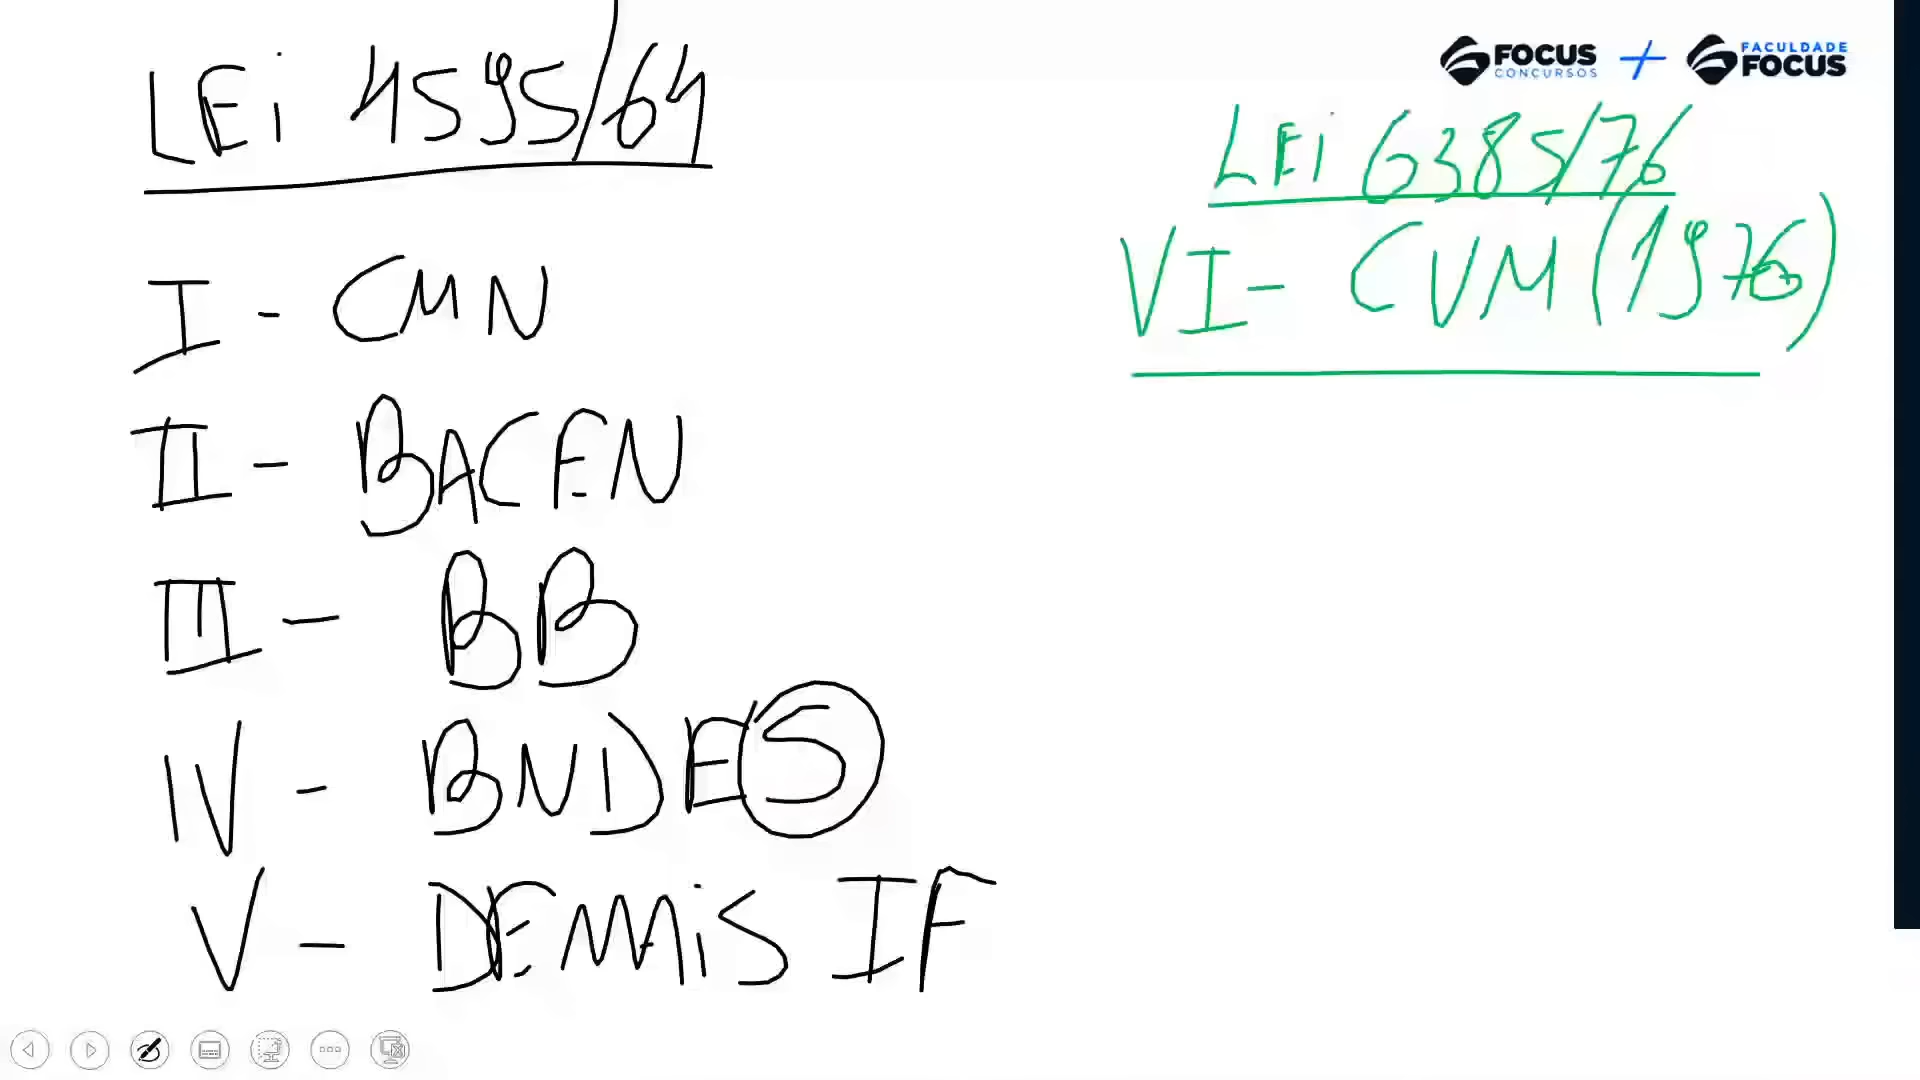 LEi 4595/64
I - CMN
II - BACEN
III - BB
IV - BNDES
V - DEMAIS IF
FOCUS
CONCURSOS
FACULDADE
FOCUS
LEi 6385/76
VI - CVM (1976)